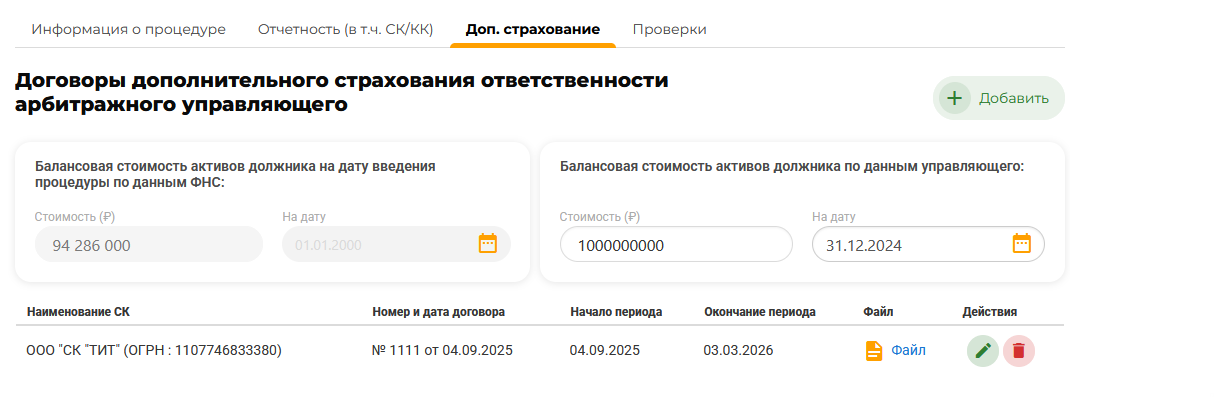 Информация о процедуре Отчетность (в т.ч. СК/КК) Доп. страхование Проверки
Договоры дополнительного страхования ответственности
арбитражного управляющего
Добавить
Балансовая стоимость активов должника на дату введения
процедуры по данным ФНС:
Стоимость (₽) На дату
94 286 000 01.01.2000
Балансовая стоимость активов должника по данным управляющего:
Стоимость (₽) На дату
1000000000 31.12.2024
Наименование СК Номер и дата договора Начало периода Окончание периода Файл Действия
ООО "СК "ТИТ" (ОГРН : 1107746833380) № 1111 от 04.09.2025 04.09.2025 03.03.2026 Файл